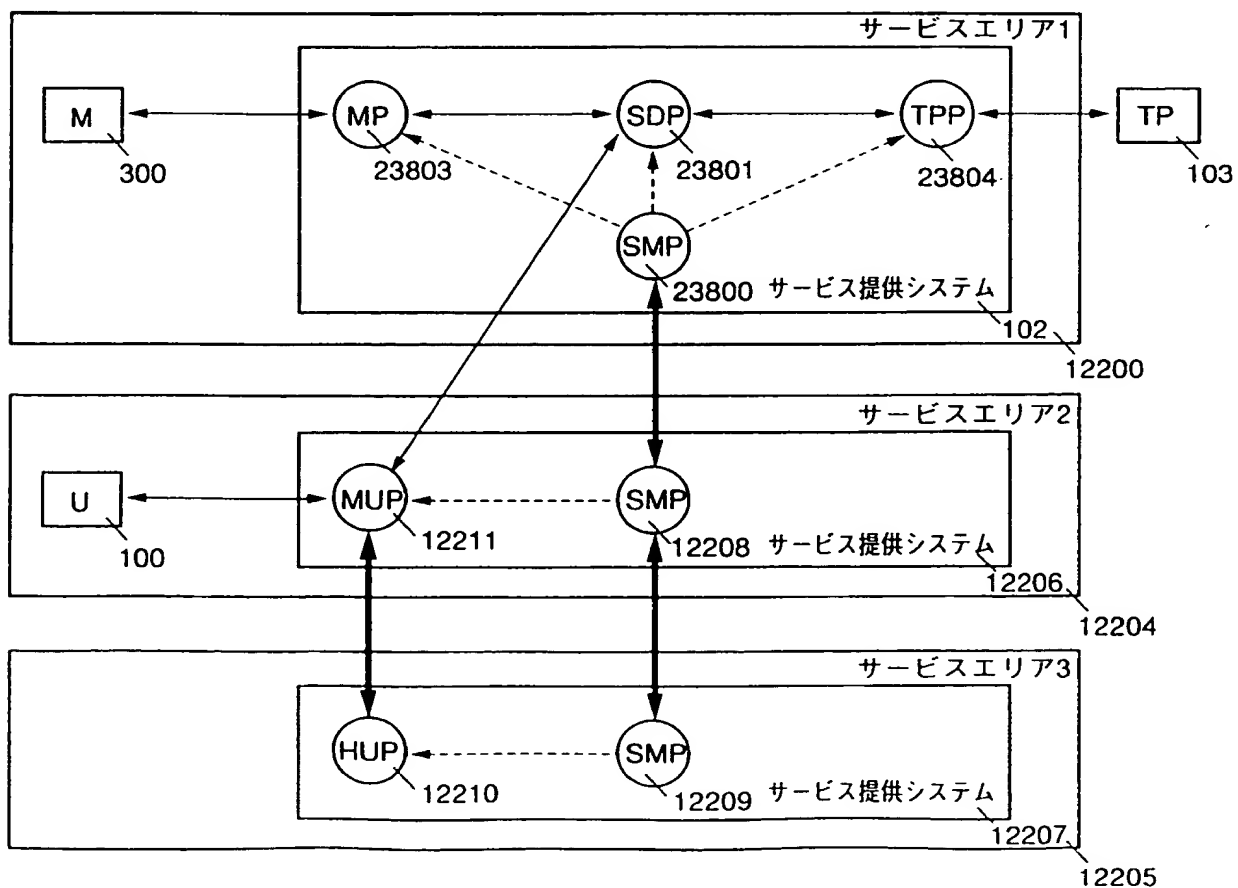 サービスエリア1
M
MP
SDP
TPP
TP
300
23803
23801
23804
103
SMP
23800
サービス提供システム
102
12200
サービスエリア2
U
MUP
SMP
100
12211
12208
サービス提供システム
12206
12204
サービスエリア3
HUP
SMP
12210
12209
サービス提供システム
12207
12205